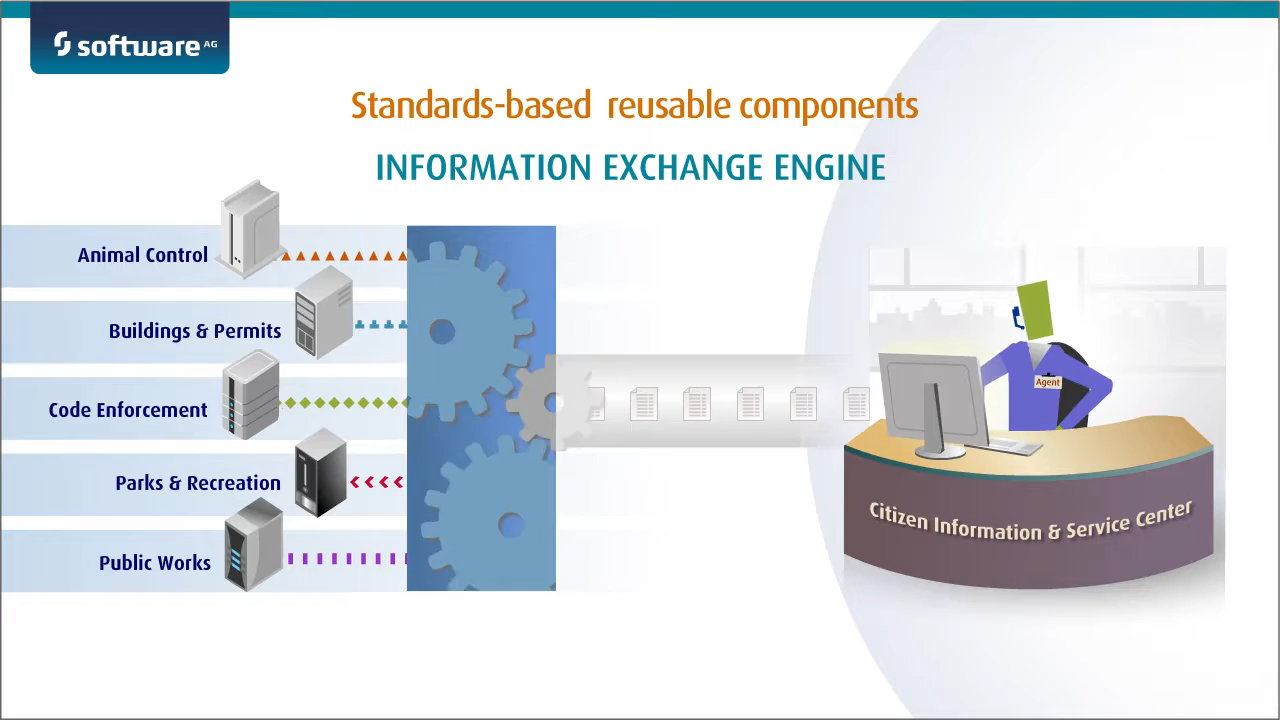 software AG
Standards-based reusable components
INFORMATION EXCHANGE ENGINE
Animal Control
Buildings & Permits
Code Enforcement
Parks & Recreation
Public Works
Agent
Citizen Information & Service Center